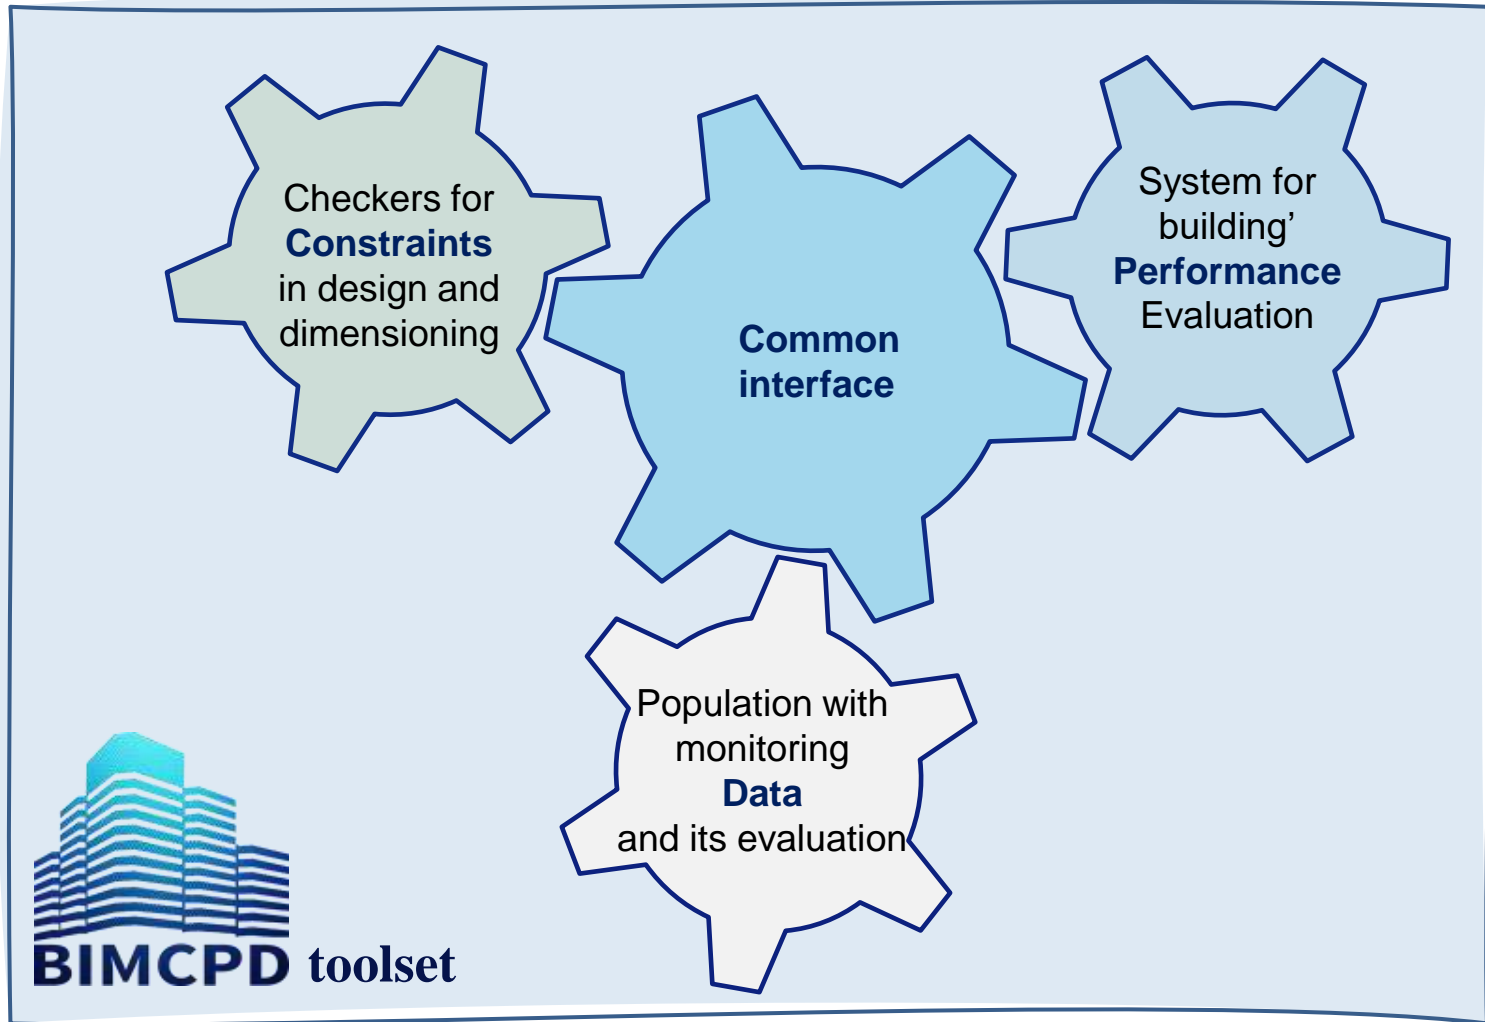 Checkers for
Constraints
in design and
dimensioning
Common
interface
System for
building’
Performance
Evaluation
Population with
monitoring
Data
and its evaluation
BIMCPD toolset